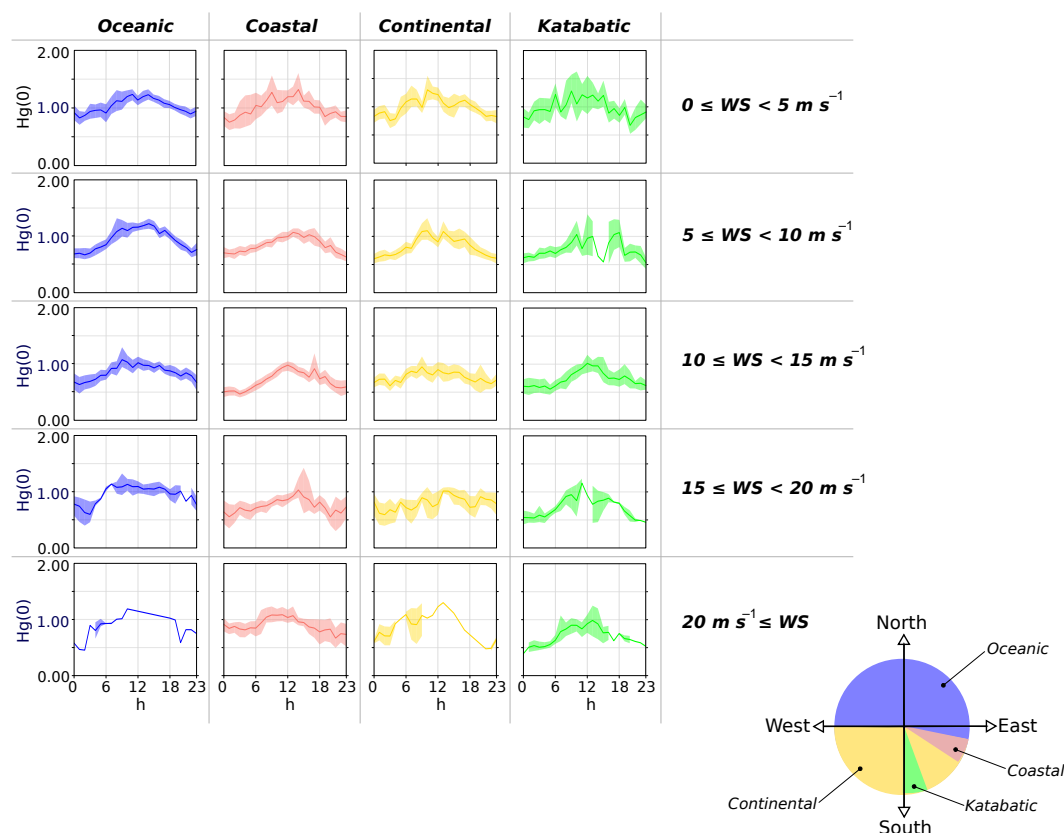 Oceanic Coastal Continental Katabatic
2.00
Hg(0)
1.00
0.00
0 ≤ WS < 5 m s−1
2.00
Hg(0)
1.00
0.00
5 ≤ WS < 10 m s−1
2.00
Hg(0)
1.00
0.00
10 ≤ WS < 15 m s−1
2.00
Hg(0)
1.00
0.00
15 ≤ WS < 20 m s−1
2.00
Hg(0)
1.00
0.00
20 m s−1 ≤ WS
0 6 12 18 23 0 6 12 18 23 0 6 12 18 23 0 6 12 18 23
h h h h
North
Oceanic
West East
Coastal
Continental Katabatic
South